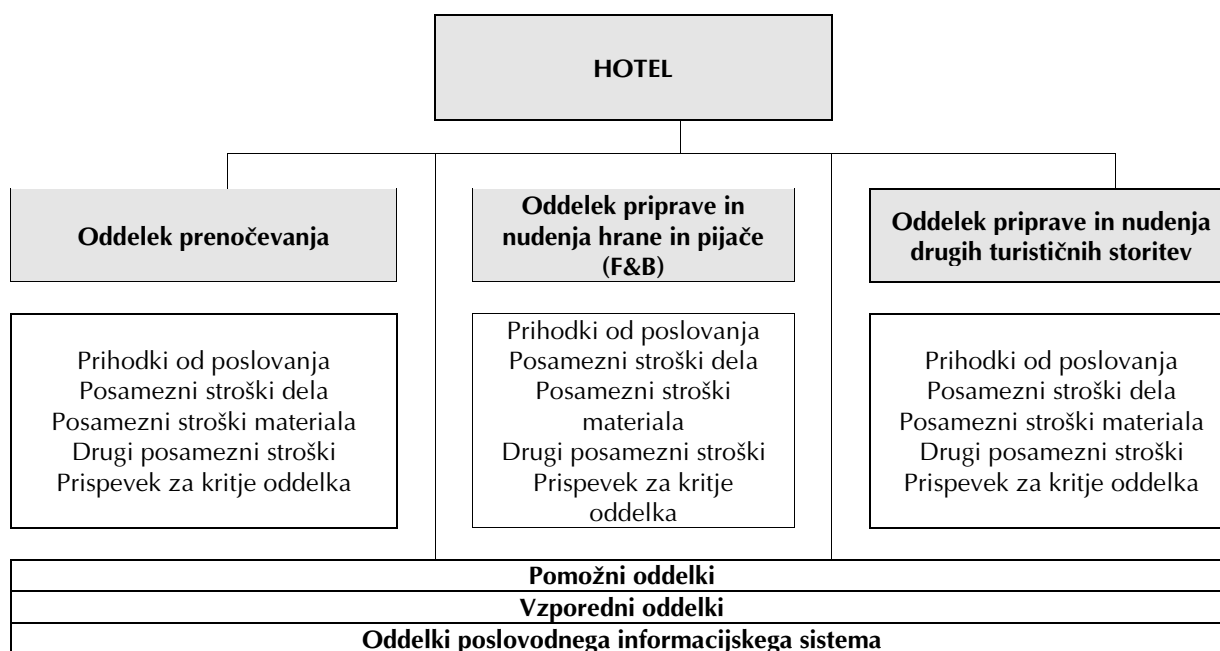 HOTEL
Oddelek prenočevanja
Oddelek priprave in
nudenja hrane in pijače
(F&B)
Oddelek priprave in nudenja
drugih turističnih storitev
Prihodki od poslovanja
Posamezni stroški dela
Posamezni stroški materiala
Drugi posamezni stroški
Prispevek za kritje oddelka
Prihodki od poslovanja
Posamezni stroški dela
Posamezni stroški
materiala
Drugi posamezni stroški
Prispevek za kritje
oddelka
Prihodki od poslovanja
Posamezni stroški dela
Posamezni stroški materiala
Drugi posamezni stroški
Prispevek za kritje oddelka
Pomožni oddelki
Vzporedni oddelki
Oddelki poslovodnega informacijskega sistema